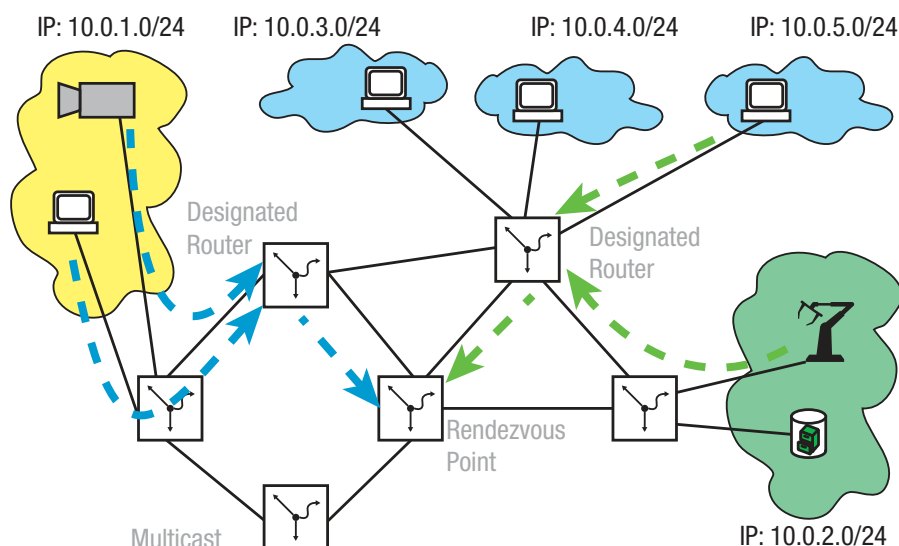 IP: 10.0.1.0/24
IP: 10.0.3.0/24
IP: 10.0.4.0/24
IP: 10.0.5.0/24
Designated
Router
Designated
Router
Rendezvous
Point
Multicast
IP: 10.0.2.0/24